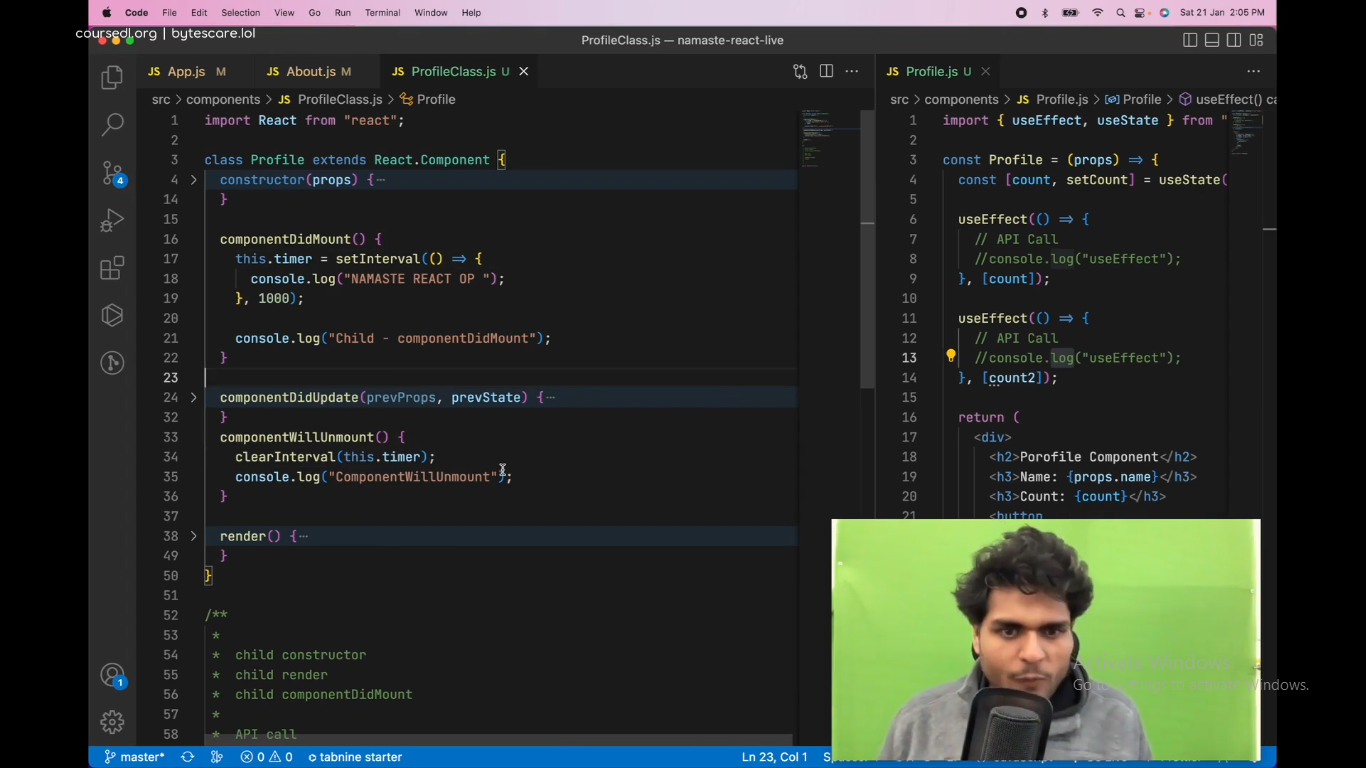 Code File Edit Selection View Go Run Terminal Window Help
Sat 21 Jan 2:05 PM
coursedl.org | bytescare.lol
ProfileClass.js — namaste-react-live
JS App.js M
JS About.js M
JS ProfileClass.js U
src > components > JS ProfileClass.js > Profile
1 import React from "react";
2
3 class Profile extends React.Component {
4 constructor(props) {⋯
14 }
15
16 componentDidMount() {
17 this.timer = setInterval(() => {
18 console.log("NAMASTE REACT OP ");
19 }, 1000);
20
21 console.log("Child - componentDidMount");
22 }
23
24 componentDidUpdate(prevProps, prevState) {⋯
32 }
33 componentWillUnmount() {
34 clearInterval(this.timer);
35 console.log("ComponentWillUnmount");
36 }
37
38 render() {⋯
49 }
50 }
51
52 /**
53 *
54 * child constructor
55 * child render
56 * child componentDidMount
57 *
58 * API call
JS Profile.js U
src > components > JS Profile.js > Profile > useEffect() ca
1 import { useEffect, useState } from "
2
3 const Profile = (props) => {
4 const [count, setCount] = useState(
5
6 useEffect(() => {
7 // API Call
8 //console.log("useEffect");
9 }, [count]);
10
11 useEffect(() => {
12 // API Call
13 //console.log("useEffect");
14 }, [count2]);
15
16 return (
17 <div>
18 <h2>Porofile Component</h2>
19 <h3>Name: {props.name}</h3>
20 <h3>Count: {count}</h3>
21 <button
Activate Windows
Go to Settings to activate Windows.
4
1
master* 0 0 tabnine starter
Ln 23, Col 1